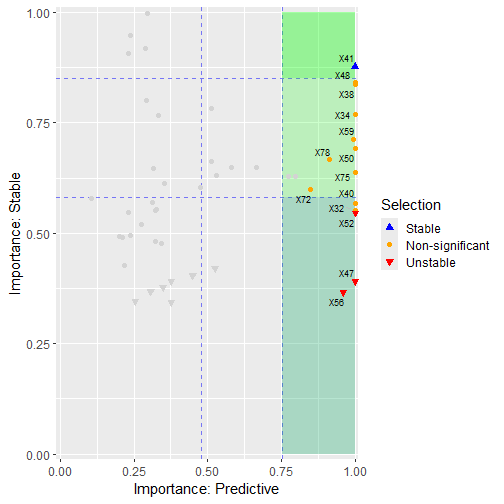 1.00
0.75
0.50
0.25
0.00
Importance: Stable
X41
X48
X38
X34
X59
X78
X50
X75
X72
X40
X32
X52
X47
X56
0.00 0.25 0.50 0.75 1.00
Importance: Predictive
Selection
Stable
Non-significant
Unstable